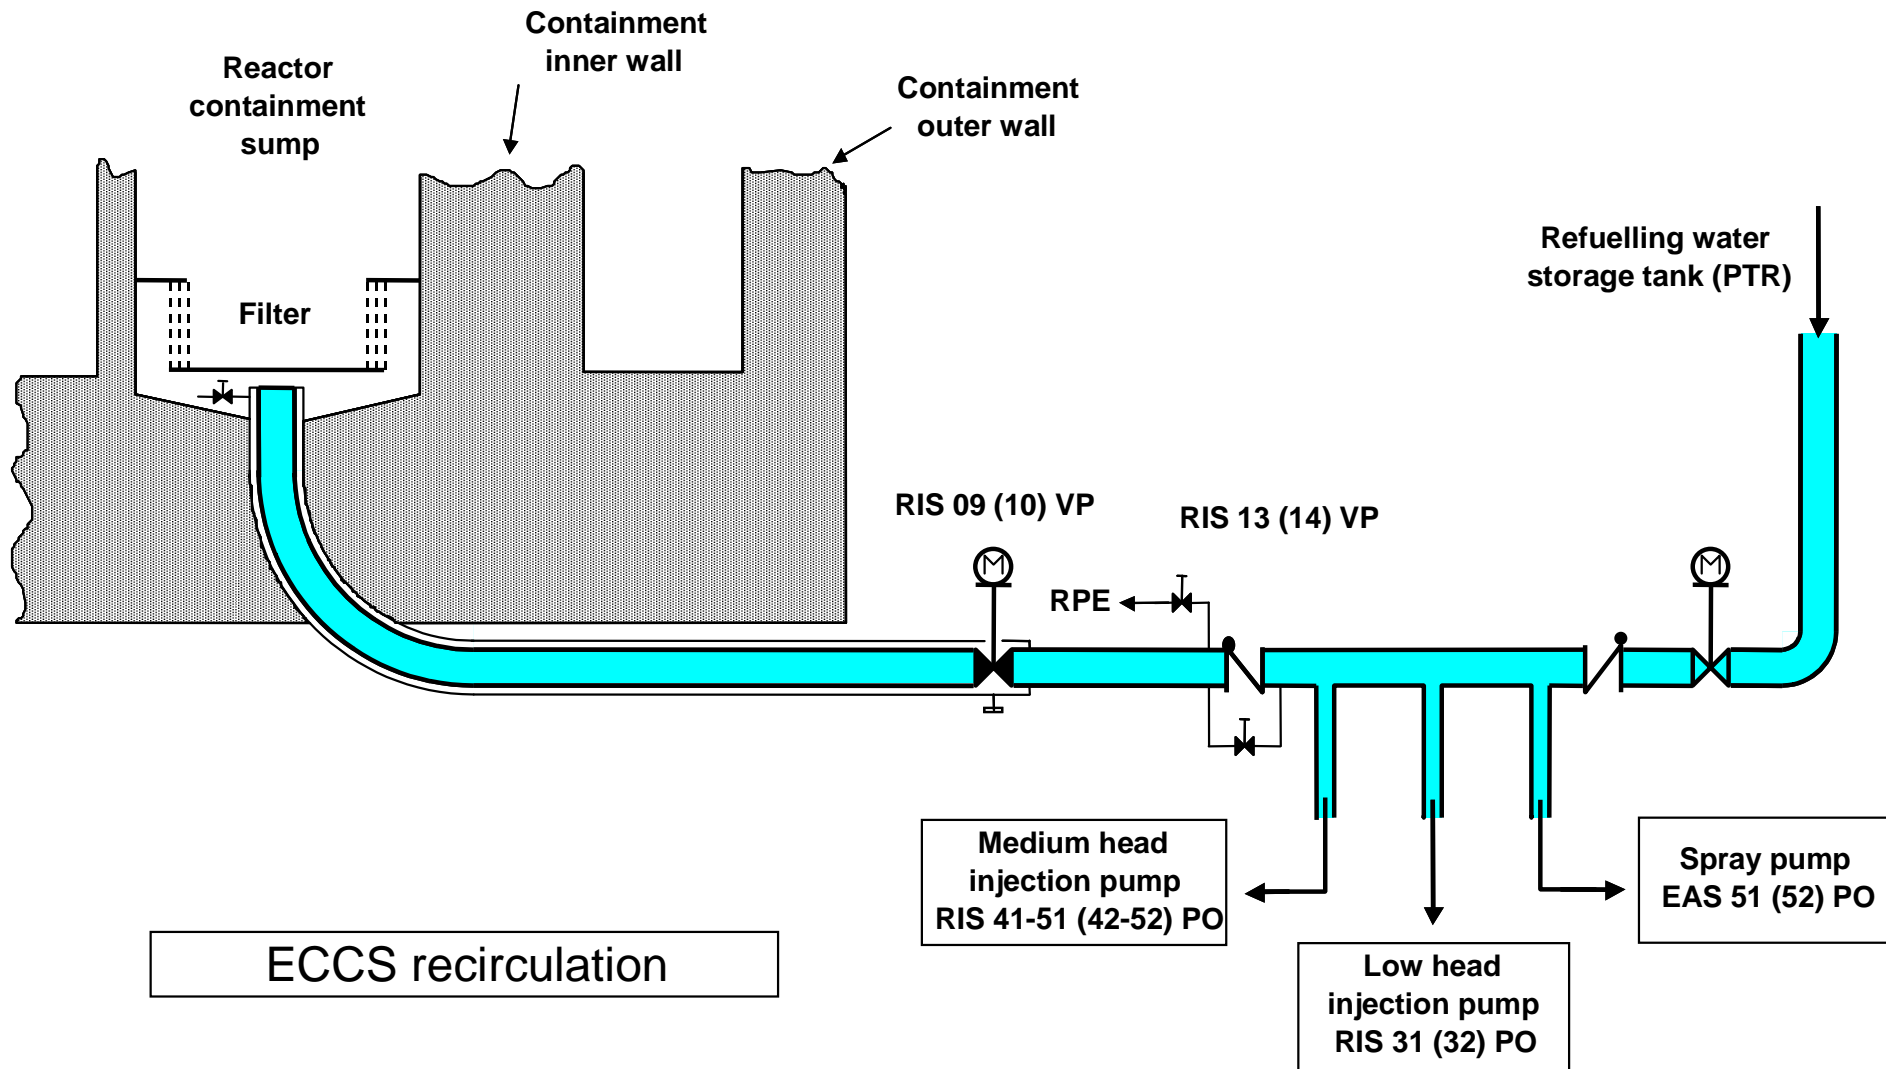 Containment
inner wall
Reactor
containment
sump
Containment
outer wall
Refuelling water
storage tank (PTR)
Filter
RIS 09 (10) VP
RIS 13 (14) VP
M
M
RPE
Medium head
injection pump
RIS 41-51 (42-52) PO
Spray pump
EAS 51 (52) PO
ECCS recirculation
Low head
injection pump
RIS 31 (32) PO